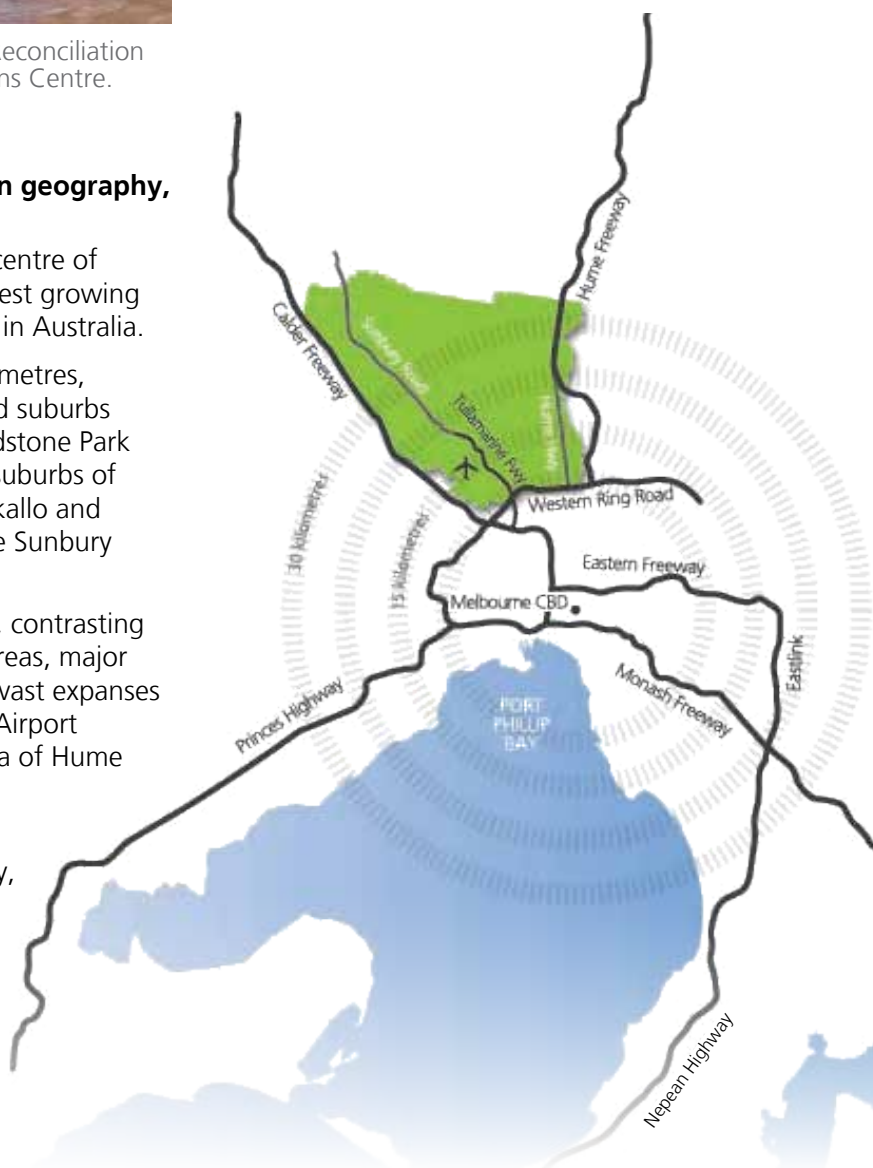 Reconciliation
ns Centre.
n geography,
centre of
est growing
in Australia.
metres,
d suburbs
dstone Park
suburbs of
kallo and
e Sunbury
contrasting
reas, major
vast expanses
Airport
a of Hume
y,
Hume Freeway
Calder Freeway
Sunbury Road
Tullamarine Fwy
Hume Hwy
Western Ring Road
30 kilometres
15 kilometres
Eastern Freeway
Melbourne CBD
Eastlink
Monash Freeway
Princes Highway
PORT
PHILLIP
BAY
Nepean Highway